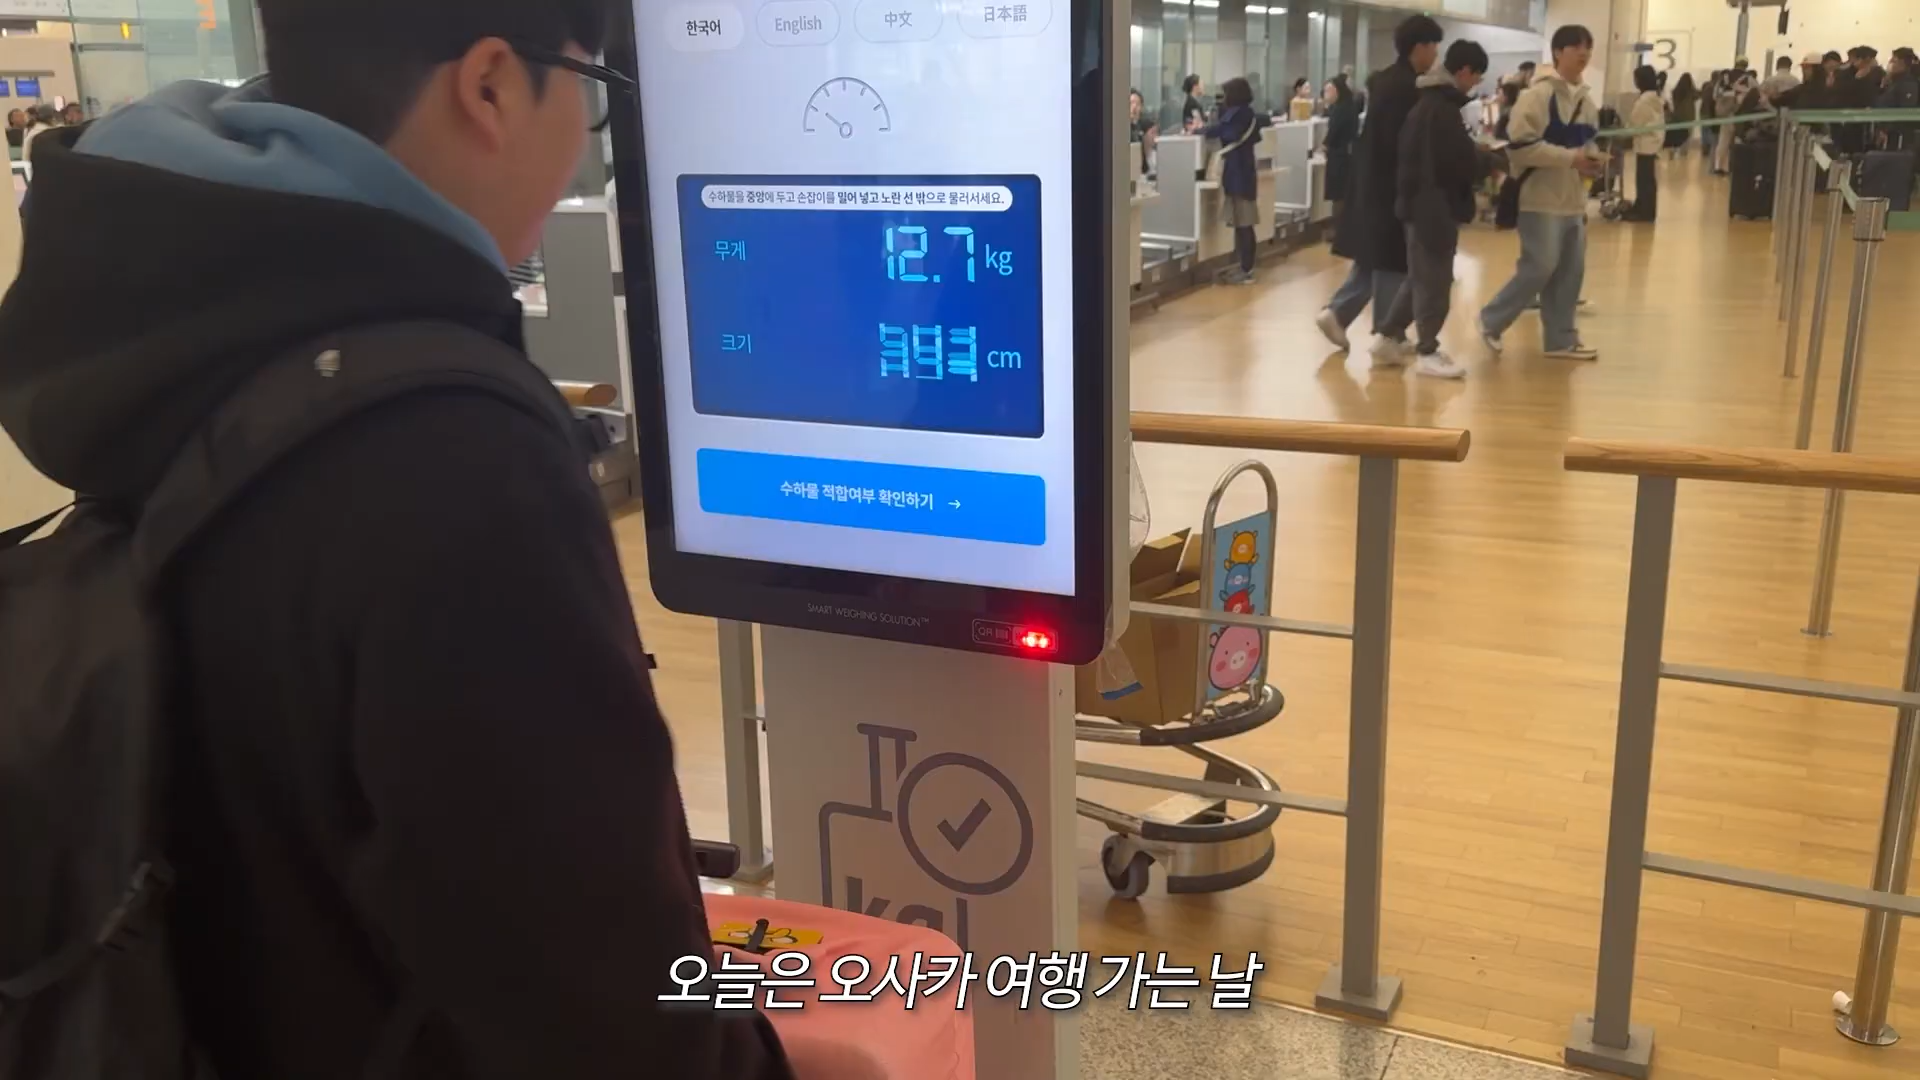 한국어
English
中文
日本語
3
수하물을 중앙에 두고 손잡이를 밀어 넣고 노란 선 밖으로 물러서세요.
무게 12.7 kg
크기 cm
수하물 적합여부 확인하기 →
SMART WEIGHING SOLUTION™
QR
kg
오늘은 오사카 여행 가는 날